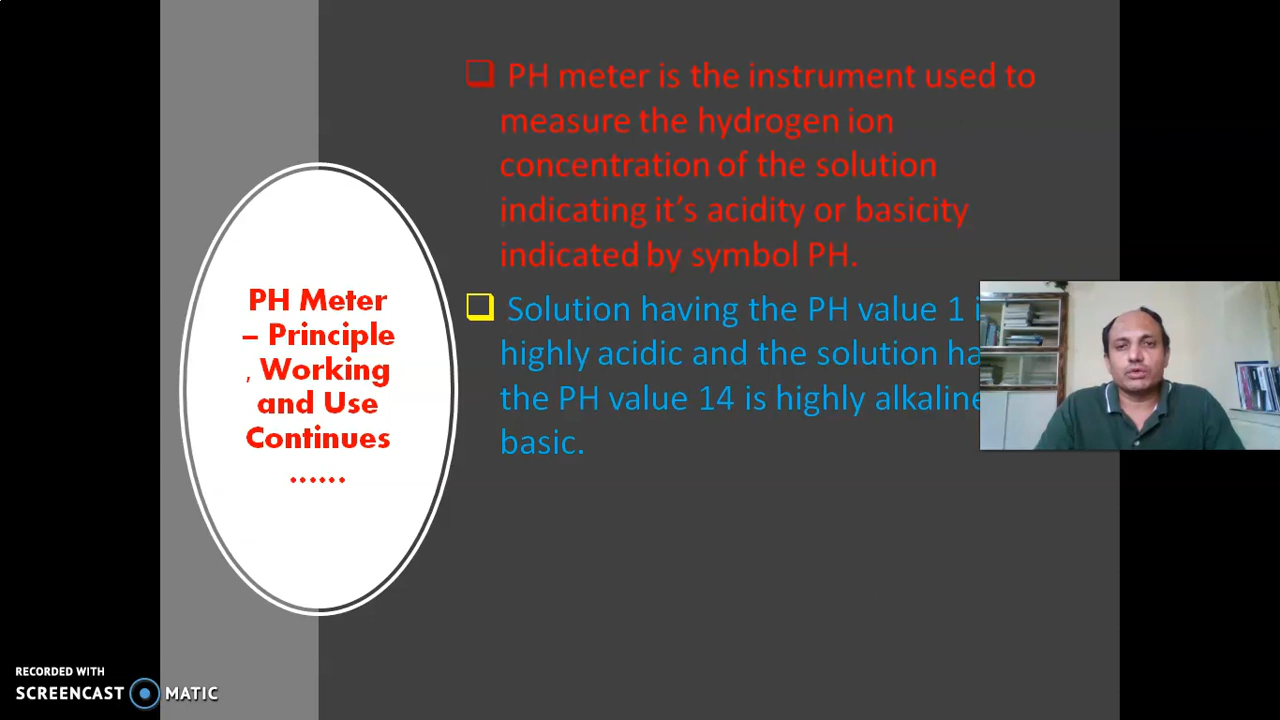 PH meter is the instrument used to
measure the hydrogen ion
concentration of the solution
indicating it’s acidity or basicity
indicated by symbol PH.
Solution having the PH value 1
highly acidic and the solution
the PH value 14 is highly alkaline
basic.
PH Meter
– Principle
, Working
and Use
Continues
……
RECORDED WITH
SCREENCAST MATIC